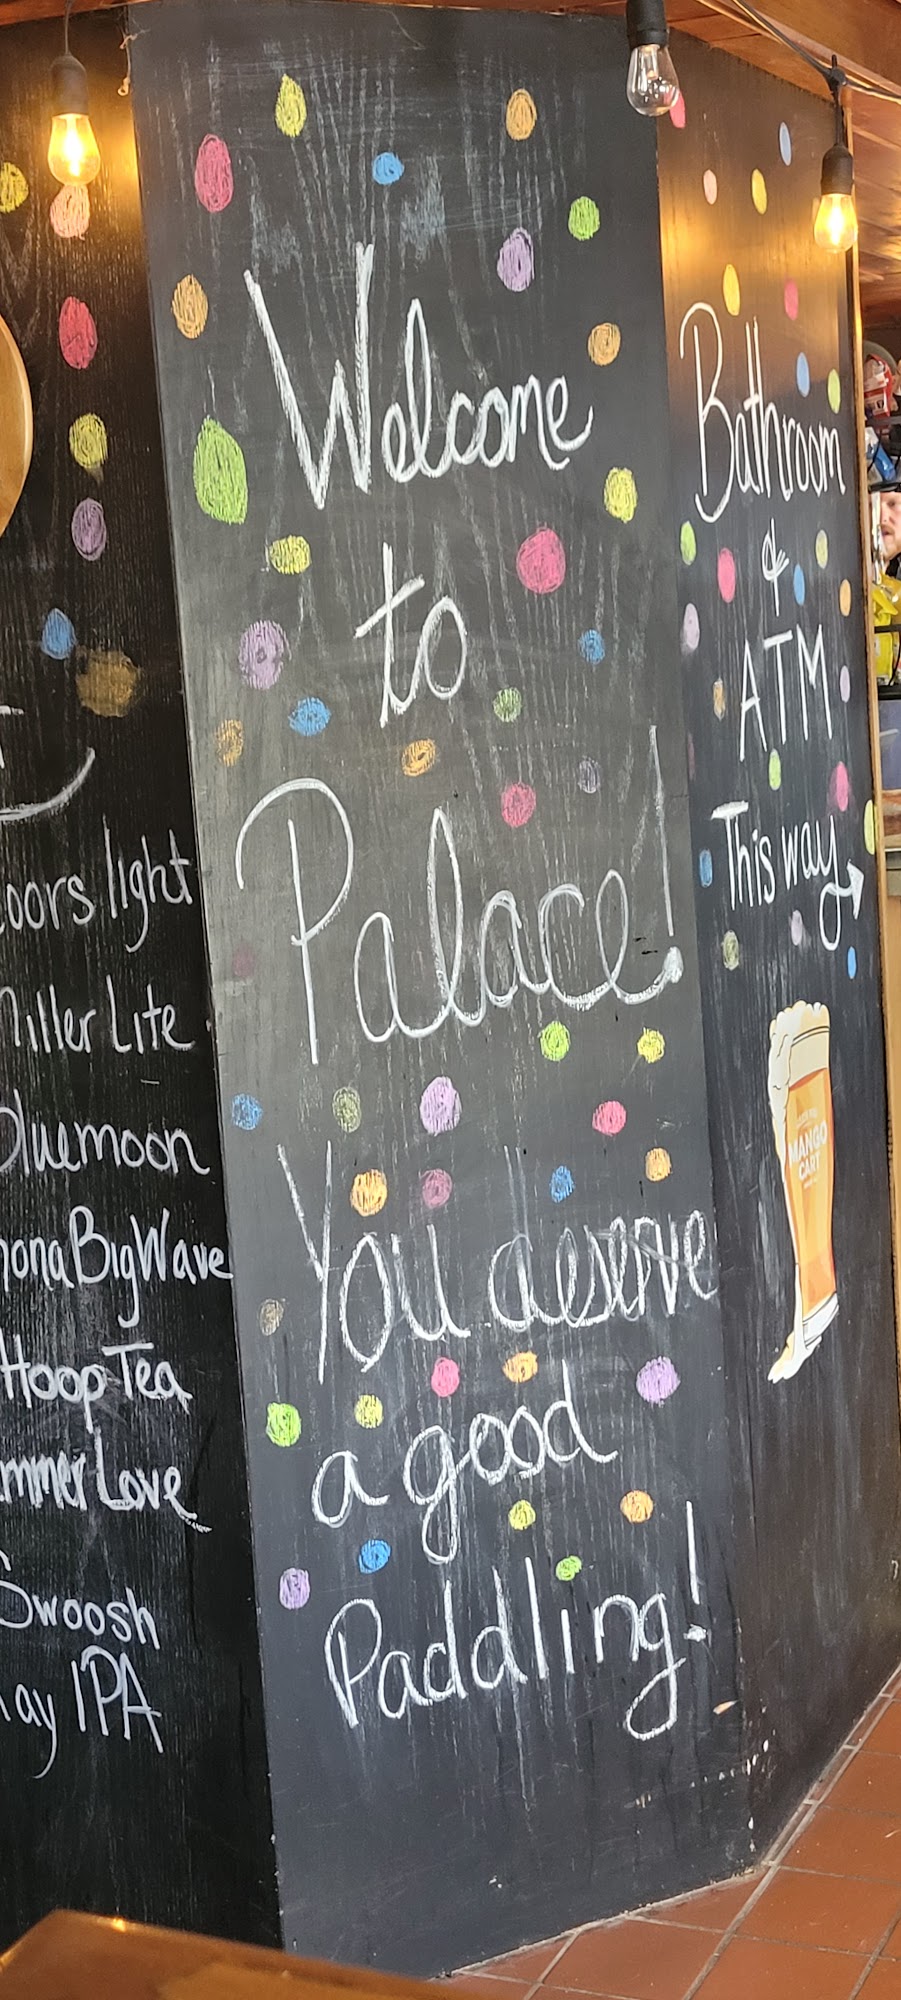 Coors light
Miller Lite
Bluemoon
Kona Big Wave
Hoop Tea
Summer Love
Swoosh
IPA
Welcome
to
Palace!
You deserve
a good
Paddling!
Bathroom
&
ATM
This way
MANGO
CART